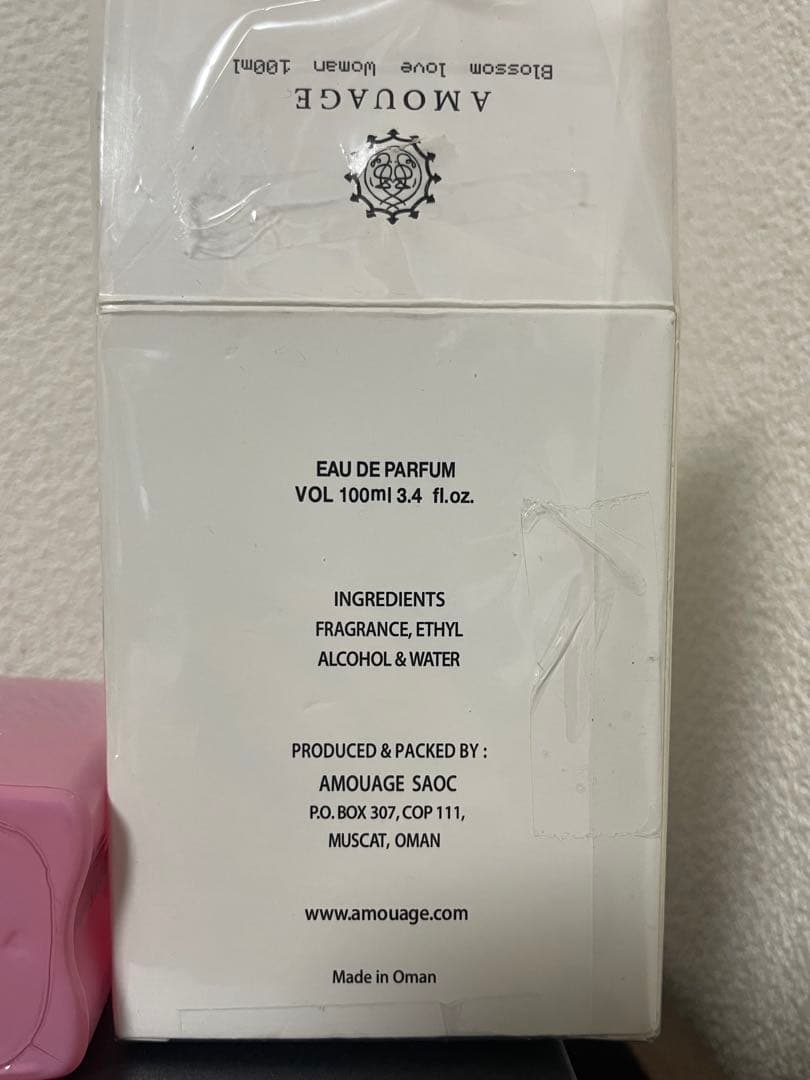 Blossom love Woman 100ml
AMOUAGE
EAU DE PARFUM
VOL 100ml 3.4 fl.oz.
INGREDIENTS
FRAGRANCE, ETHYL
ALCOHOL & WATER
PRODUCED & PACKED BY :
AMOUAGE SAOC
P.O. BOX 307, COP 111,
MUSCAT, OMAN
www.amouage.com
Made in Oman